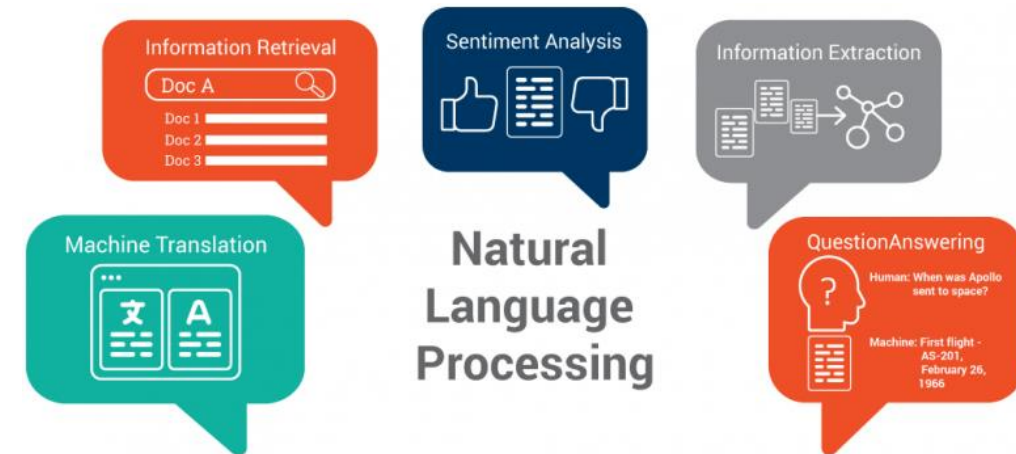 Information Retrieval
Doc A
Doc 1
Doc 2
Doc 3
Sentiment Analysis
Information Extraction
Machine Translation
文 A
Natural
Language
Processing
QuestionAnswering
?
Human: When was Apollo
sent to space?
Machine: First flight -
AS-201,
February 26,
1966